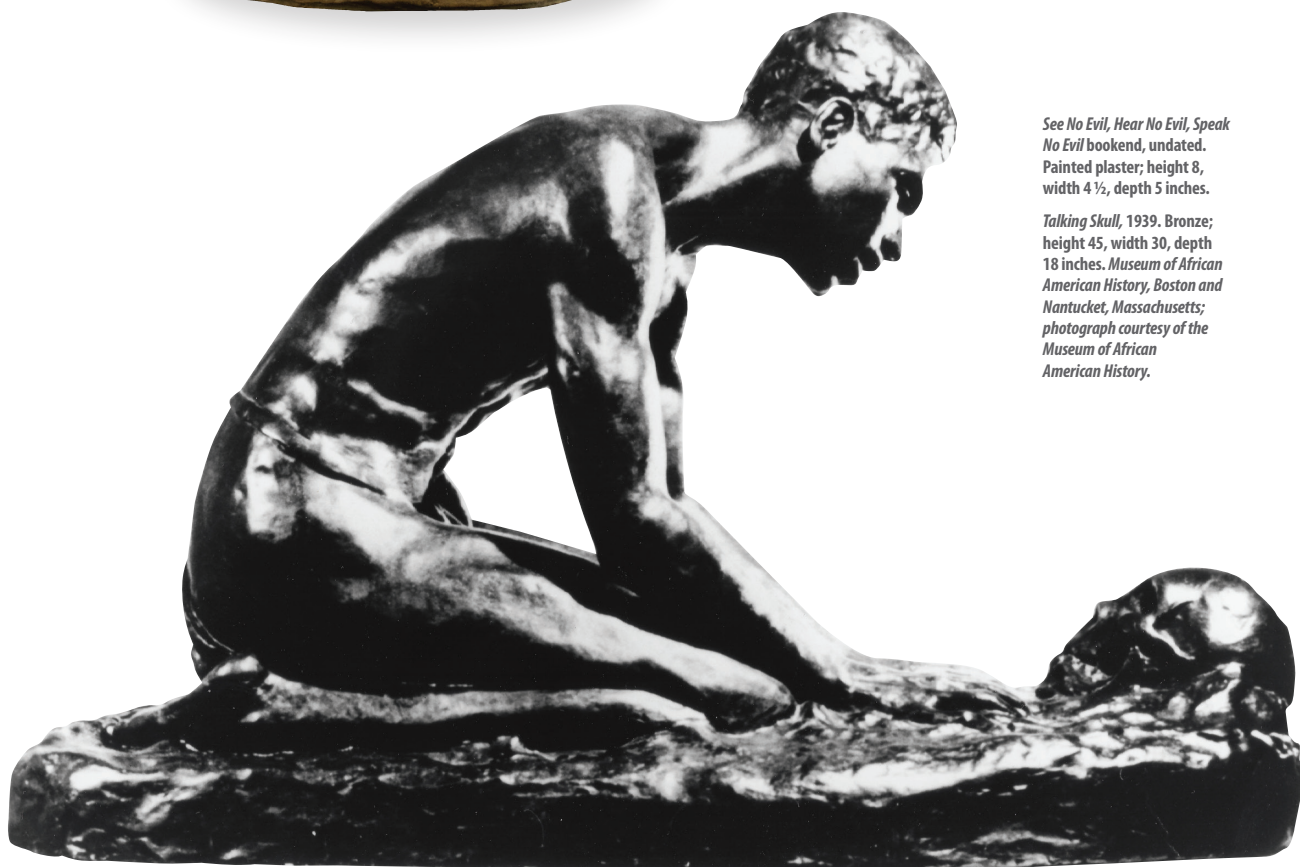 See No Evil, Hear No Evil, Speak
No Evil bookend, undated.
Painted plaster; height 8,
width 4 ½, depth 5 inches.
Talking Skull, 1939. Bronze;
height 45, width 30, depth
18 inches. Museum of African
American History, Boston and
Nantucket, Massachusetts;
photograph courtesy of the
Museum of African
American History.